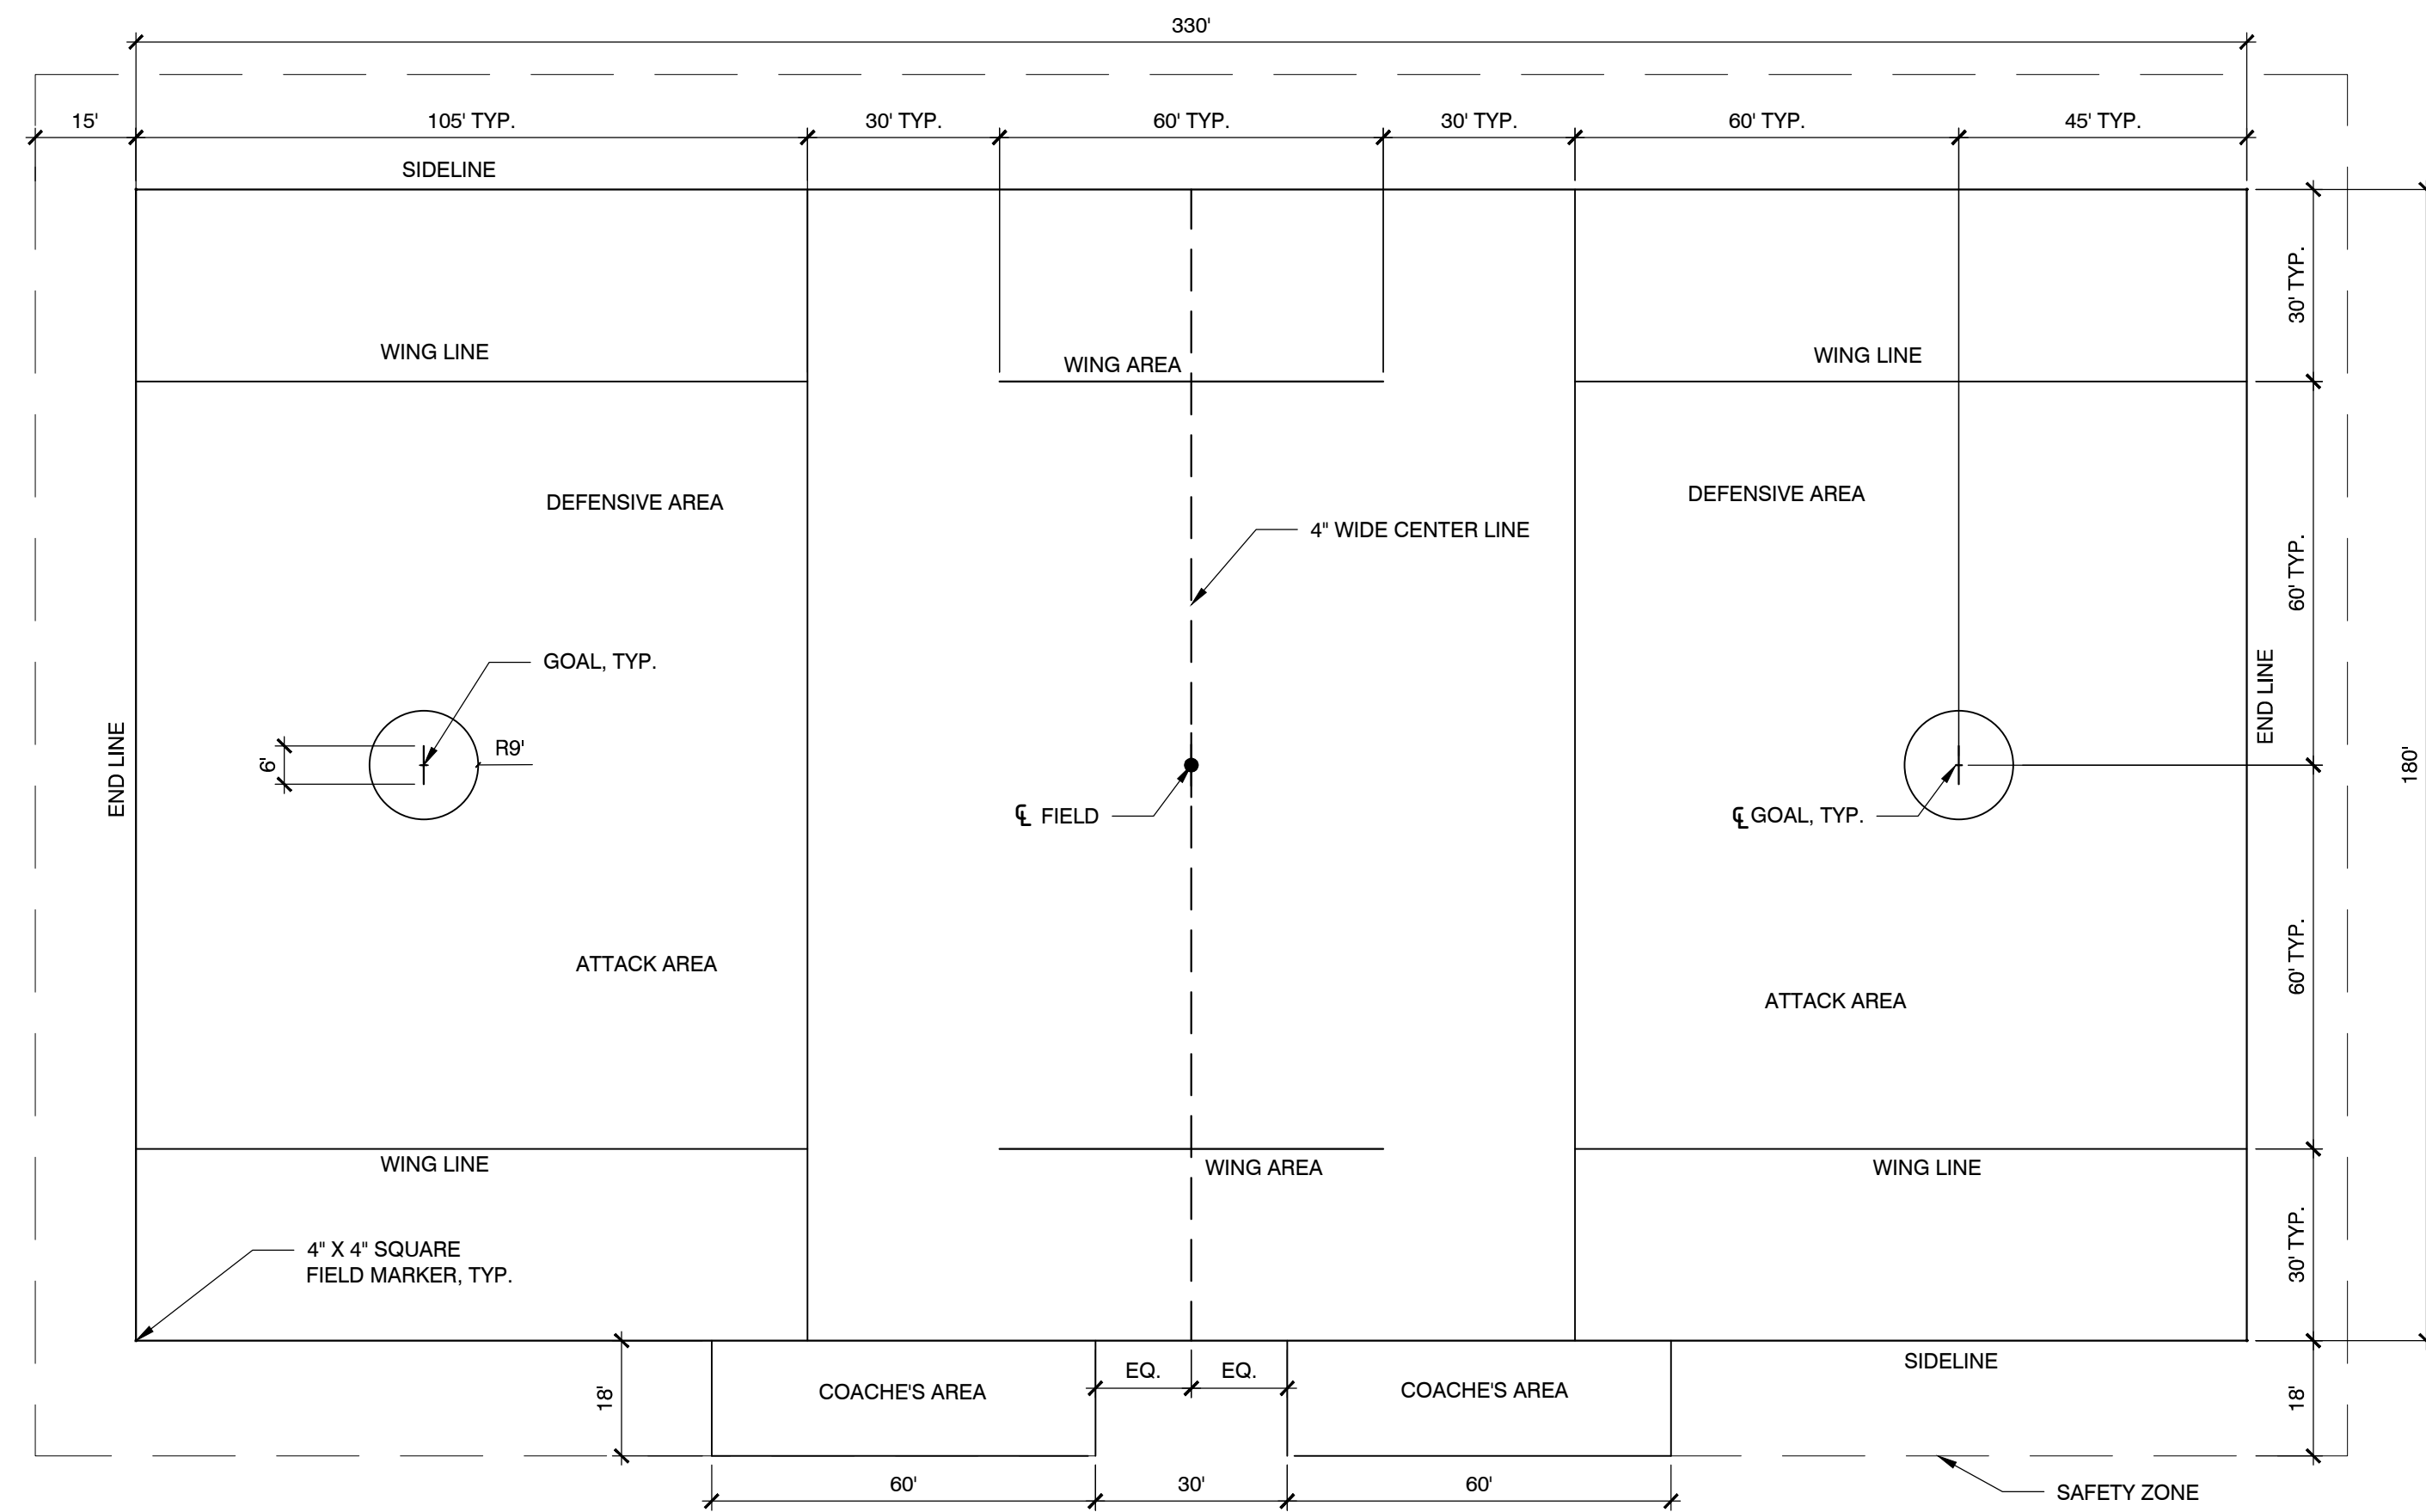 330'
15'
105' TYP.
30' TYP.
60' TYP.
30' TYP.
60' TYP.
45' TYP.
SIDELINE
30' TYP.
WING LINE
WING AREA
WING LINE
DEFENSIVE AREA
DEFENSIVE AREA
4" WIDE CENTER LINE
60' TYP.
GOAL, TYP.
END LINE
R9'
6'
END LINE
180'
℄ FIELD
℄ GOAL, TYP.
ATTACK AREA
60' TYP.
ATTACK AREA
WING LINE
WING AREA
WING LINE
4" X 4" SQUARE
FIELD MARKER, TYP.
30' TYP.
SIDELINE
18'
COACHE'S AREA
EQ.
EQ.
COACHE'S AREA
18'
60'
30'
60'
SAFETY ZONE